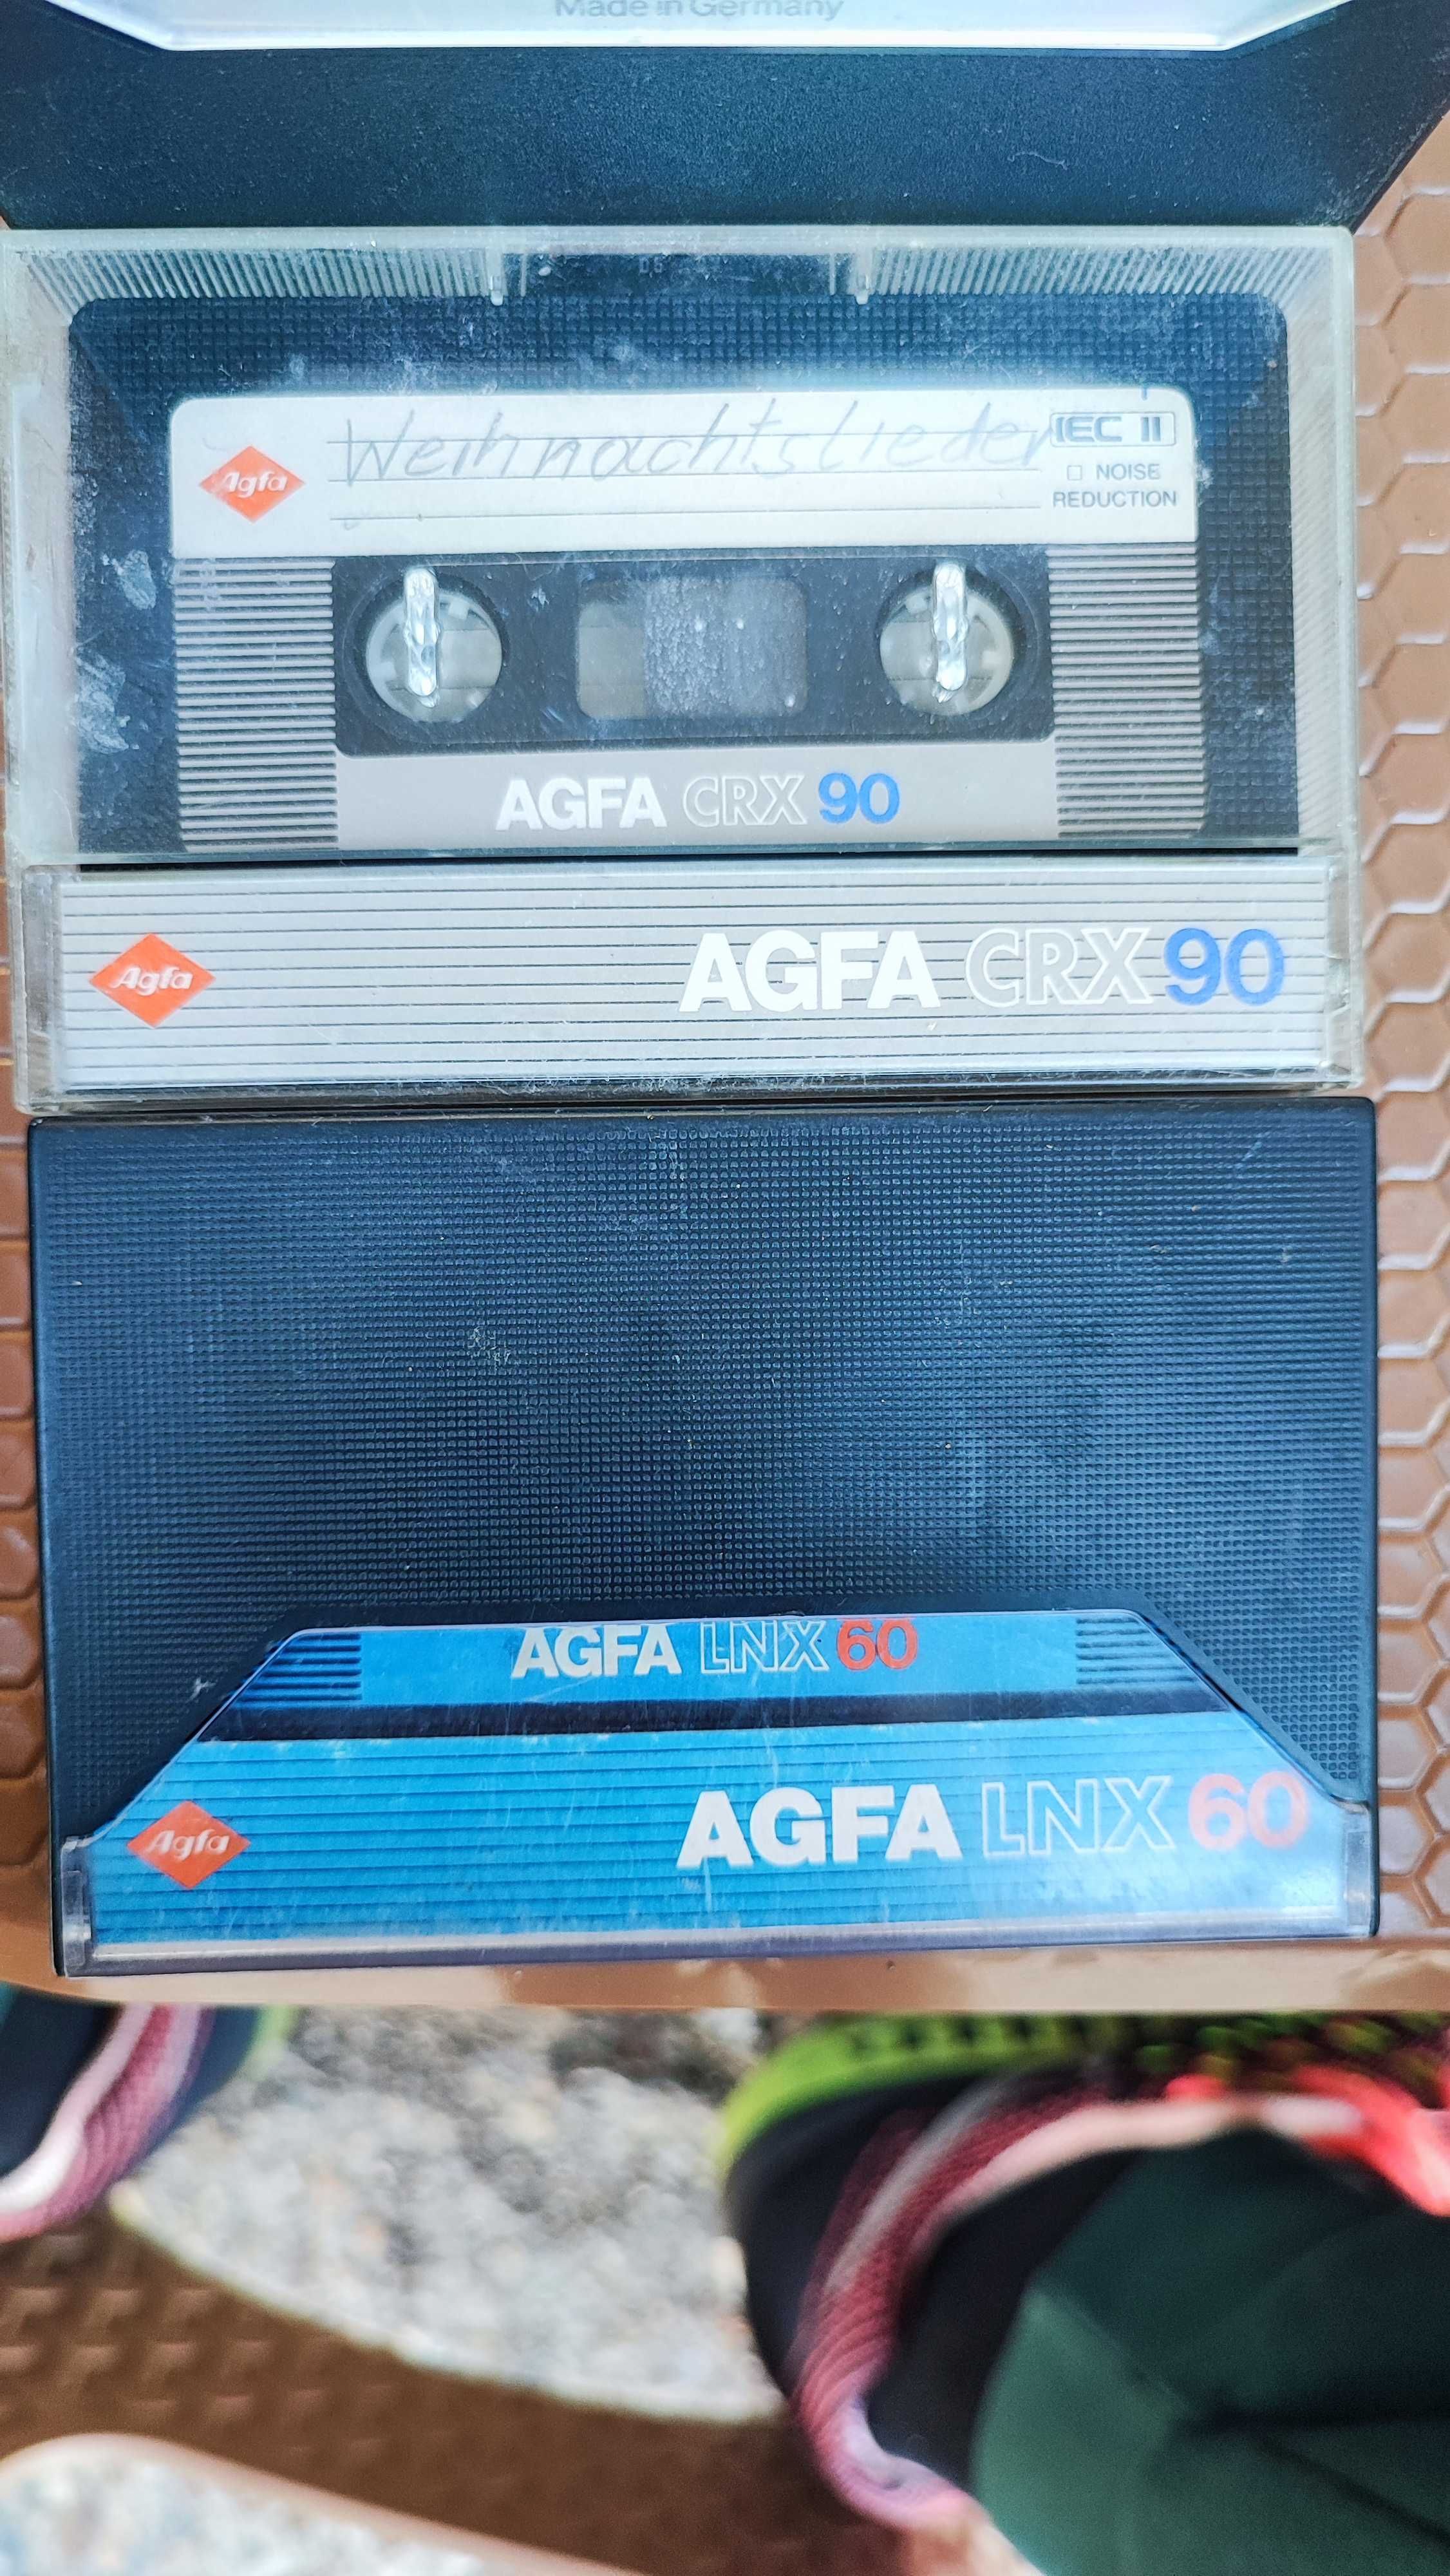 Made in Germany
Weihnachtslieder
Agfa
IEC II
☐ NOISE
REDUCTION
AGFA CRX 90
Agfa
AGFA CRX 90
AGFA LNX 60
AGFA LNX 60
Agfa